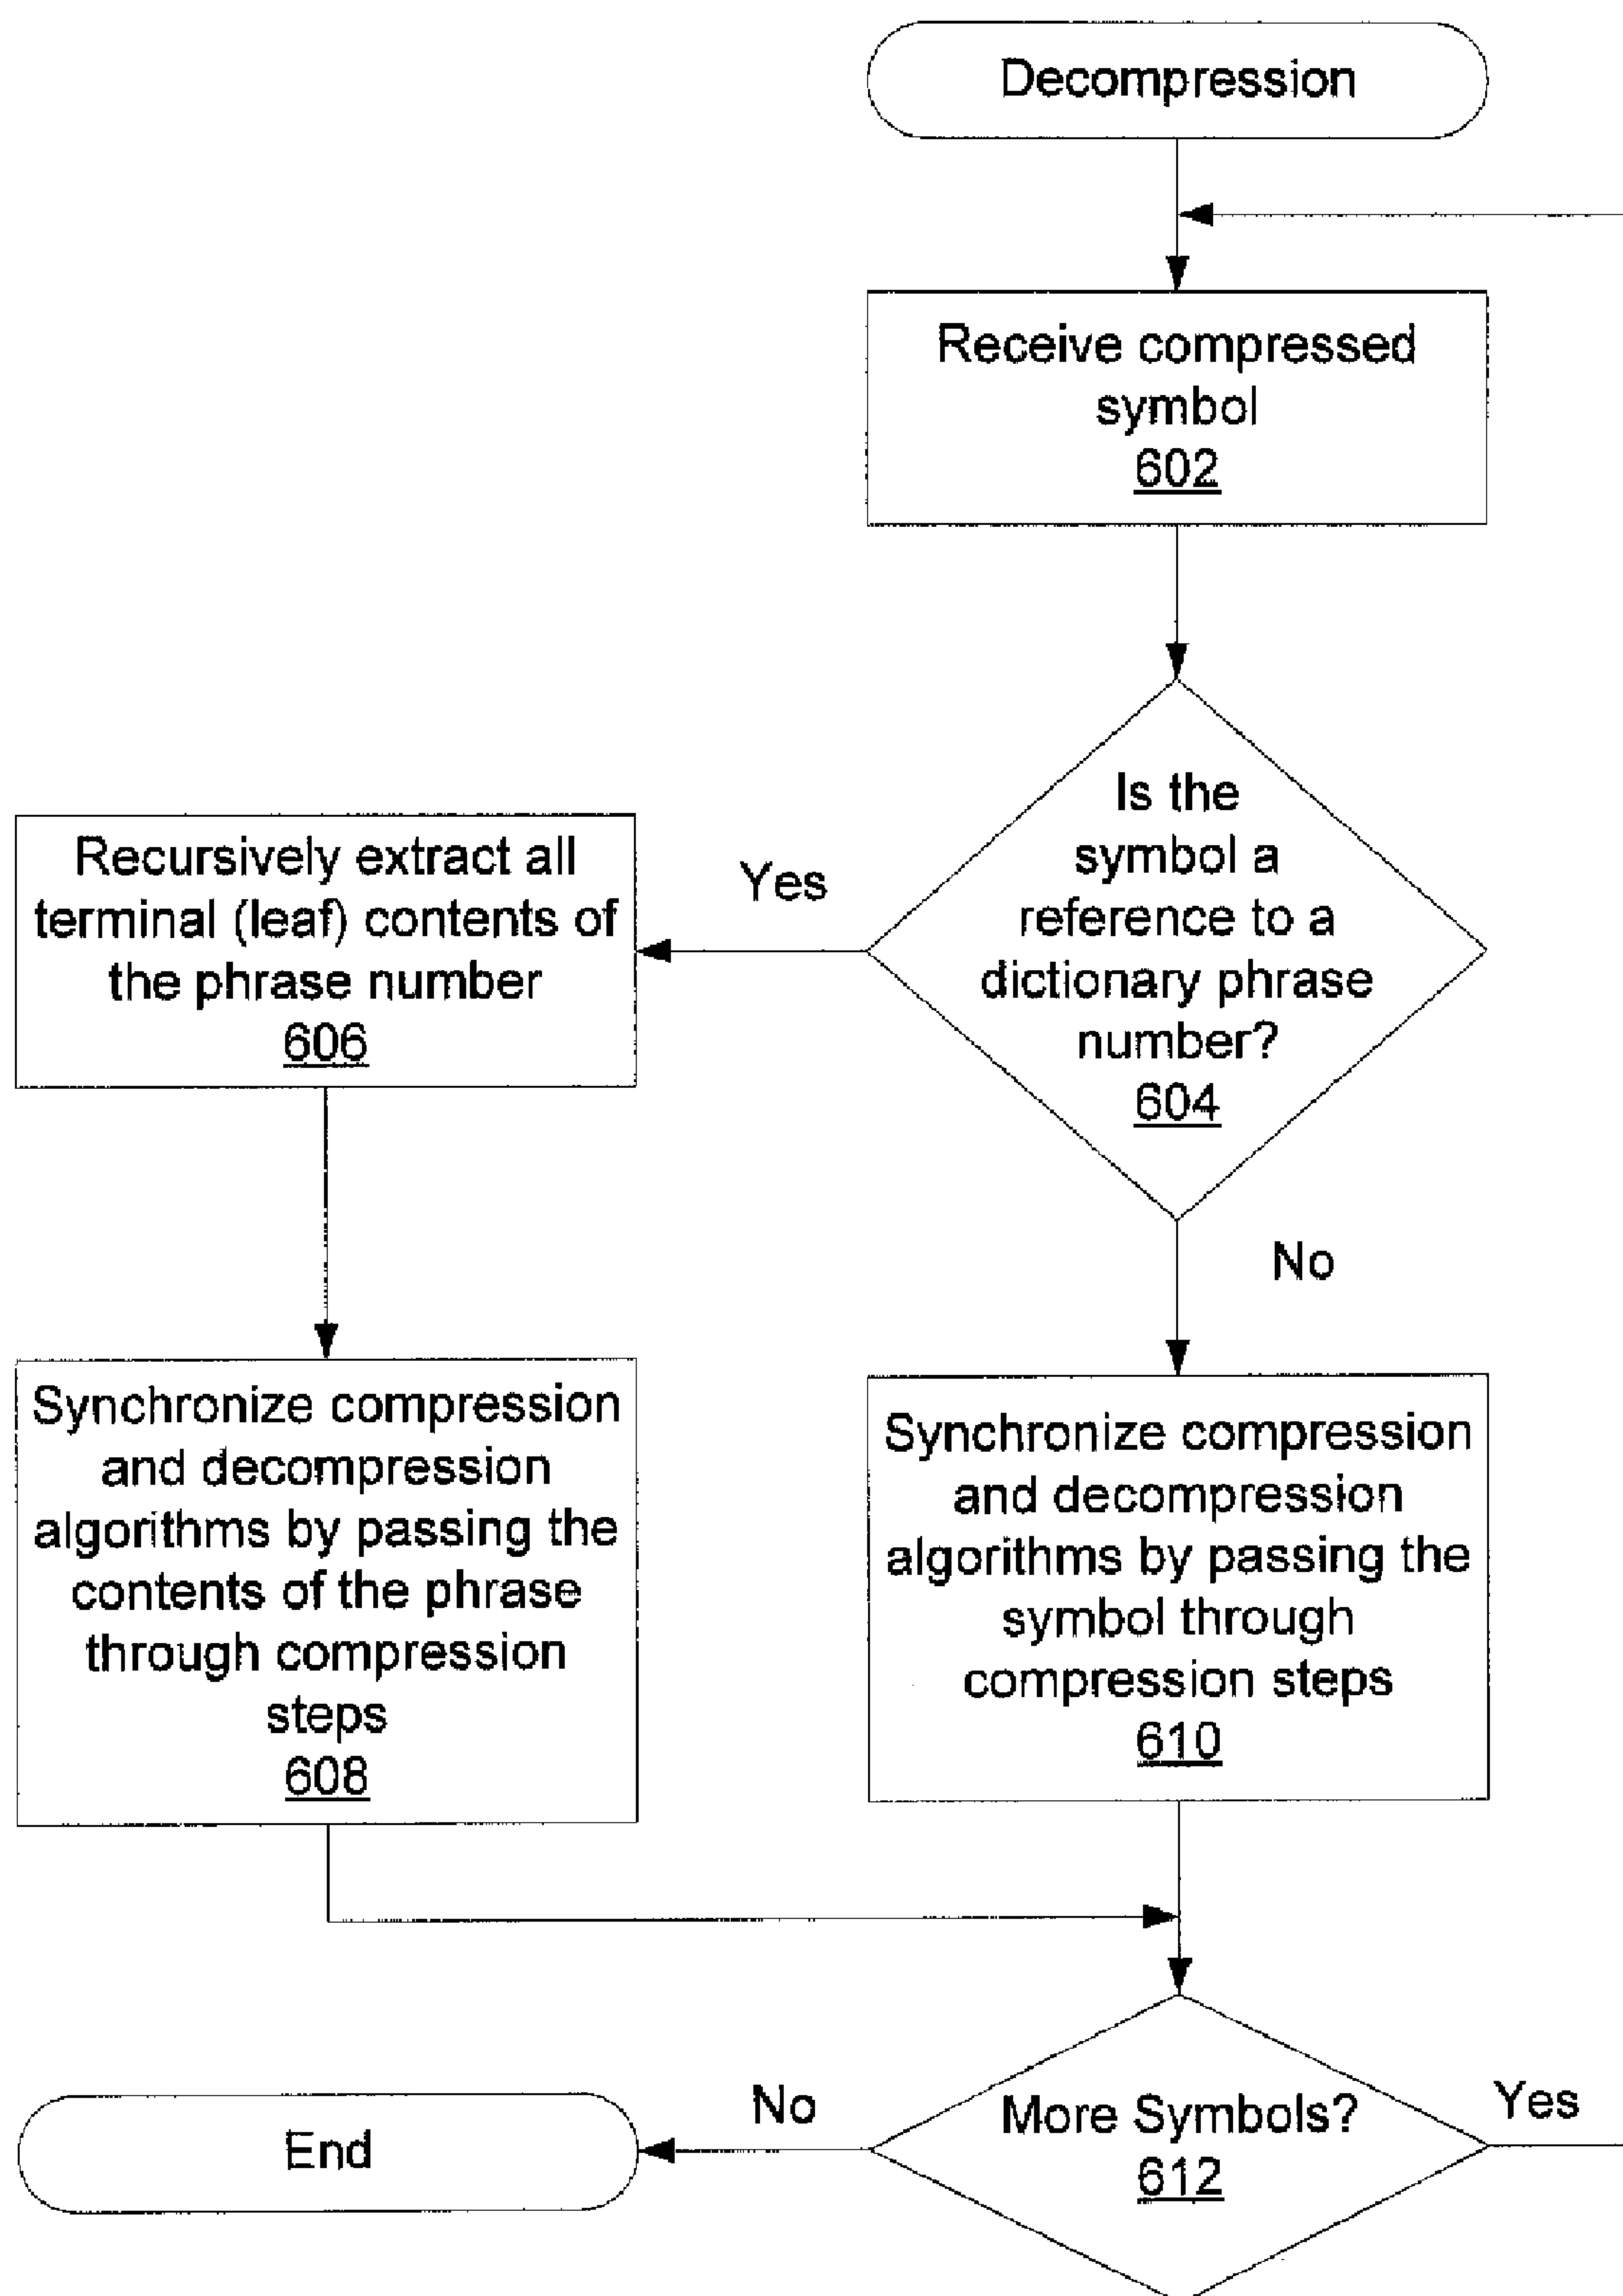 Decompression
Receive compressed
symbol
602
Is the
symbol a
reference to a
dictionary phrase
number?
604
Yes
Recursively extract all
terminal (leaf) contents of
the phrase number
606
No
Synchronize compression
and decompression
algorithms by passing the
contents of the phrase
through compression
steps
608
Synchronize compression
and decompression
algorithms by passing the
symbol through
compression steps
610
More Symbols?
612
Yes
No
End